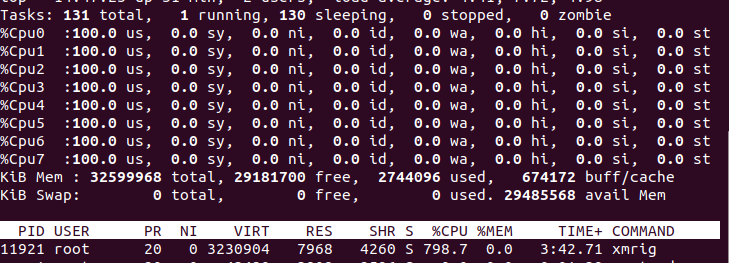 Tasks: 131 total,   1 running, 130 sleeping,   0 stopped,   0 zombie
%Cpu0  :100.0 us,  0.0 sy,  0.0 ni,  0.0 id,  0.0 wa,  0.0 hi,  0.0 si,  0.0 st
%Cpu1  :100.0 us,  0.0 sy,  0.0 ni,  0.0 id,  0.0 wa,  0.0 hi,  0.0 si,  0.0 st
%Cpu2  :100.0 us,  0.0 sy,  0.0 ni,  0.0 id,  0.0 wa,  0.0 hi,  0.0 si,  0.0 st
%Cpu3  :100.0 us,  0.0 sy,  0.0 ni,  0.0 id,  0.0 wa,  0.0 hi,  0.0 si,  0.0 st
%Cpu4  :100.0 us,  0.0 sy,  0.0 ni,  0.0 id,  0.0 wa,  0.0 hi,  0.0 si,  0.0 st
%Cpu5  :100.0 us,  0.0 sy,  0.0 ni,  0.0 id,  0.0 wa,  0.0 hi,  0.0 si,  0.0 st
%Cpu6  :100.0 us,  0.0 sy,  0.0 ni,  0.0 id,  0.0 wa,  0.0 hi,  0.0 si,  0.0 st
%Cpu7  :100.0 us,  0.0 sy,  0.0 ni,  0.0 id,  0.0 wa,  0.0 hi,  0.0 si,  0.0 st
KiB Mem : 32599968 total, 29181700 free,  2744096 used,   674172 buff/cache
KiB Swap:        0 total,        0 free,        0 used. 29485568 avail Mem
PID USER      PR  NI    VIRT    RES    SHR S  %CPU %MEM     TIME+ COMMAND
11921 root      20   0 3230904   7968   4260 S 798.7  0.0   3:42.71 xmrig